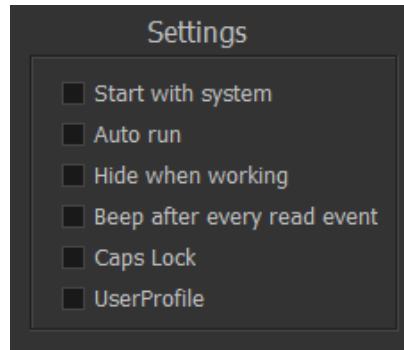 Settings
Start with system
Auto run
Hide when working
Beep after every read event
Caps Lock
UserProfile